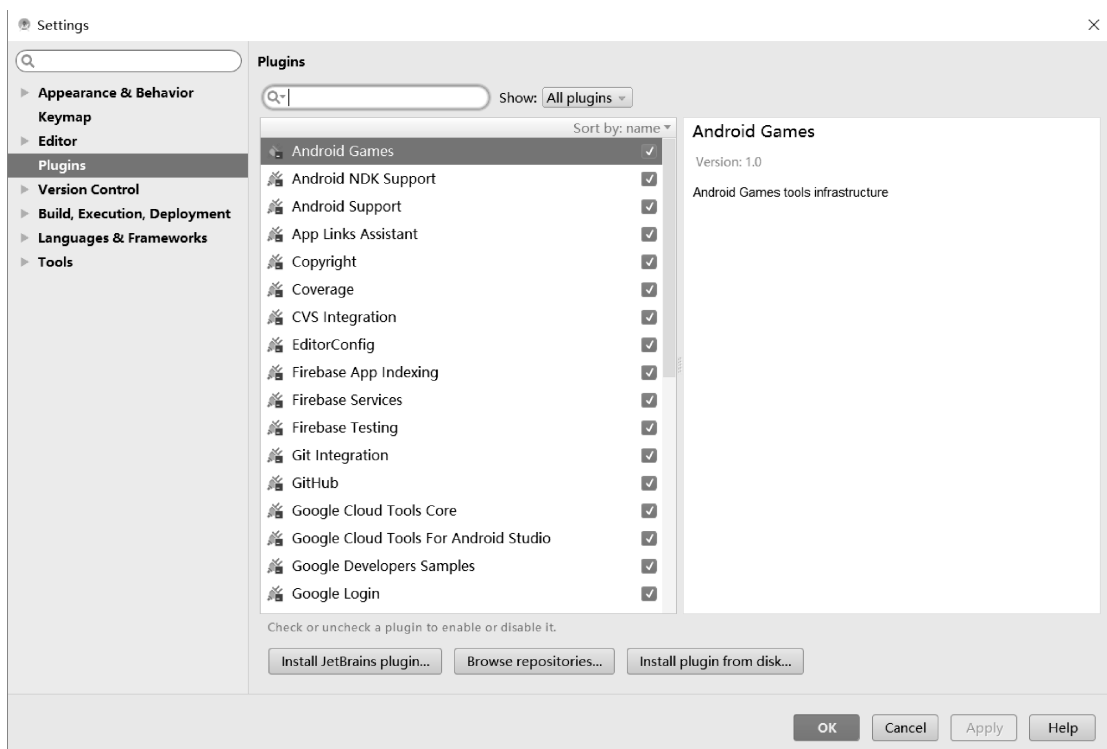 Settings
Appearance & Behavior
Keymap
Editor
Plugins
Version Control
Build, Execution, Deployment
Languages & Frameworks
Tools
Plugins
Show: All plugins
Sort by: name
Android Games
Android NDK Support
Android Support
App Links Assistant
Copyright
Coverage
CVS Integration
EditorConfig
Firebase App Indexing
Firebase Services
Firebase Testing
Git Integration
GitHub
Google Cloud Tools Core
Google Cloud Tools For Android Studio
Google Developers Samples
Google Login
Check or uncheck a plugin to enable or disable it.
Install JetBrains plugin... Browse repositories... Install plugin from disk...
Android Games
Version: 1.0
Android Games tools infrastructure
OK Cancel Apply Help